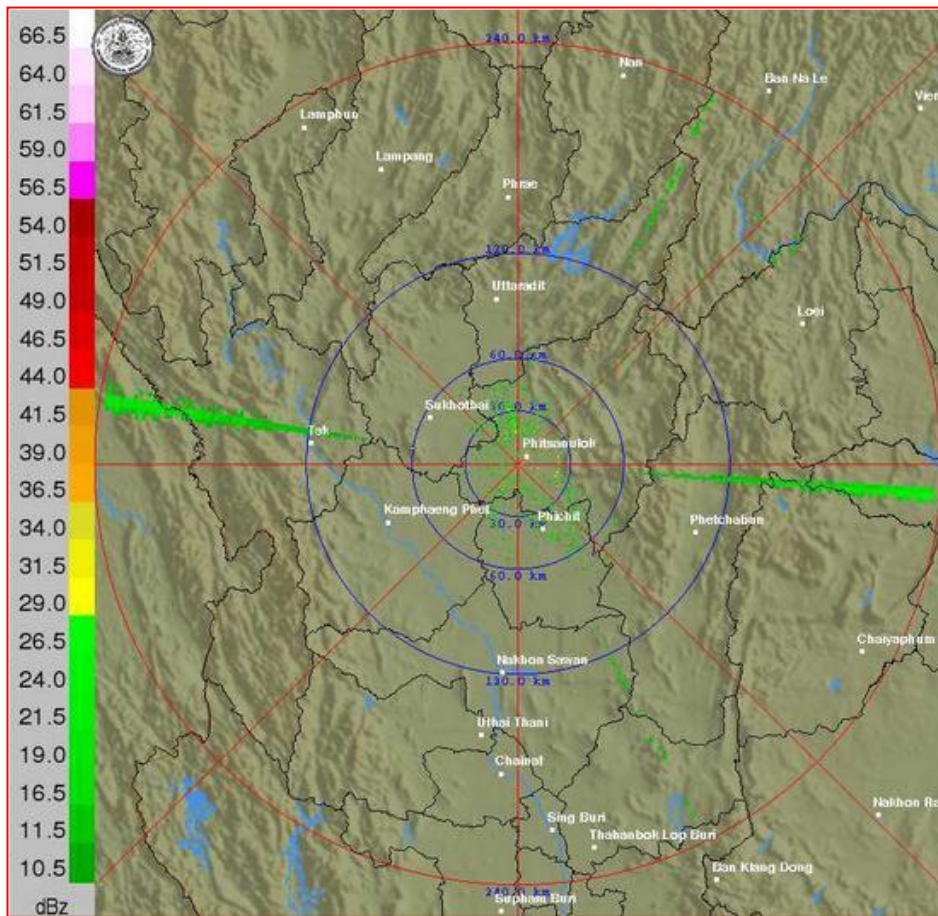 66.5
64.0
61.5
59.0
56.5
54.0
51.5
49.0
46.5
44.0
41.5
39.0
36.5
34.0
31.5
29.0
26.5
24.0
21.5
19.0
16.5
11.5
10.5
dBz
240.0 km
Nan
Ban Na Le
Lamphun
Lampang
Phrae
120.0 km
Uttaradit
Loei
60.0 km
Sukhothai
30.0 km
Tak
Phitsanulok
Kamphaeng Phet
Phichit
30.0 km
Phetchabun
60.0 km
Chaiyaphum
Nakhon Sawan
120.0 km
Uthai Thani
Chainat
Nakhon Ra
Sing Buri
Thahanbok Lop Buri
Ban Klang Dong
240.0 km
Suphan Buri